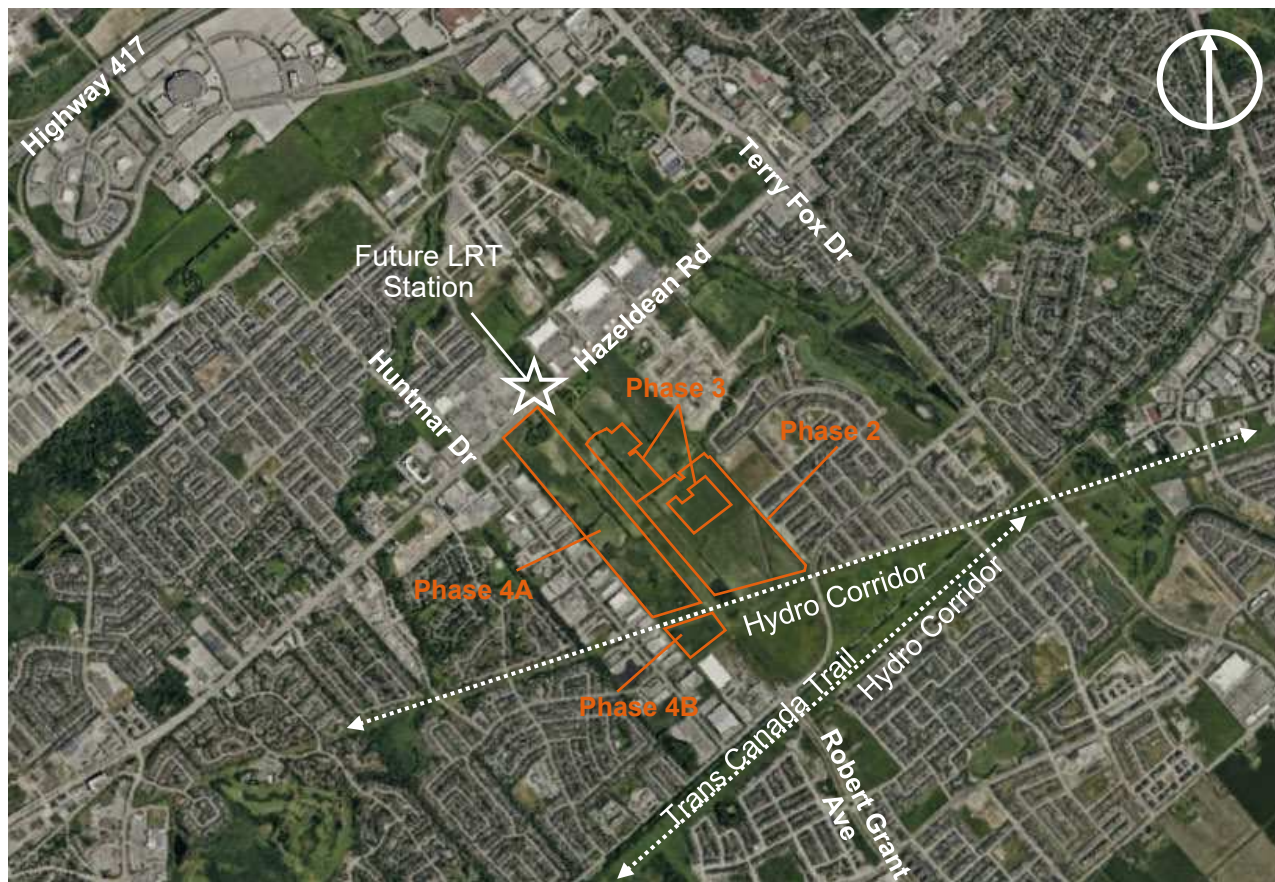 Highway 417
Terry Fox Dr
Future LRT
Station
Hazeldean Rd
Huntmar Dr
Phase 3
Phase 2
Phase 4A
Hydro Corridor
Hydro Corridor
Trans Canada Trail
Phase 4B
Robert Grant
Ave